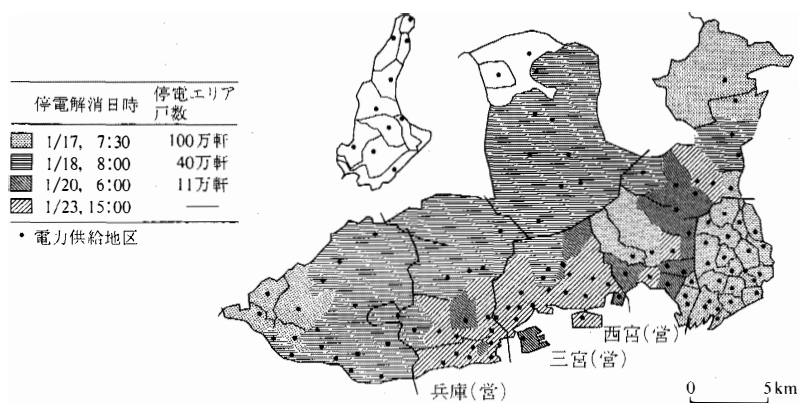 停電解消日時 停電エリア戸数
1/17, 7:30 100万軒
1/18, 8:00 40万軒
1/20, 6:00 11万軒
1/23, 15:00 ——
• 電力供給地区
西宮(営)
三宮(営)
兵庫(営)
0 5km